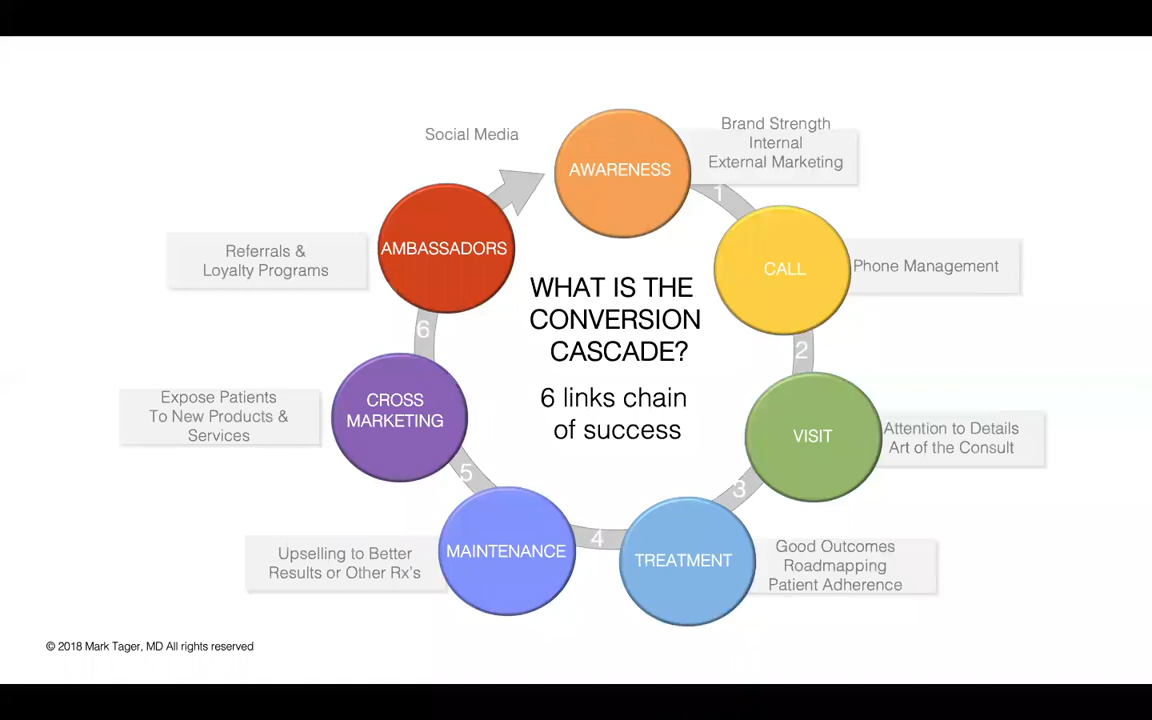 WHAT IS THE
CONVERSION
CASCADE?
6 links chain
of success
AWARENESS
Brand Strength
Internal
External Marketing
1
CALL
Phone Management
2
VISIT
Attention to Details
Art of the Consult
3
TREATMENT
Good Outcomes
Roadmapping
Patient Adherence
4
MAINTENANCE
Upselling to Better
Results or Other Rx's
5
CROSS
MARKETING
Expose Patients
To New Products &
Services
6
AMBASSADORS
Referrals &
Loyalty Programs
Social Media
© 2018 Mark Tager, MD All rights reserved